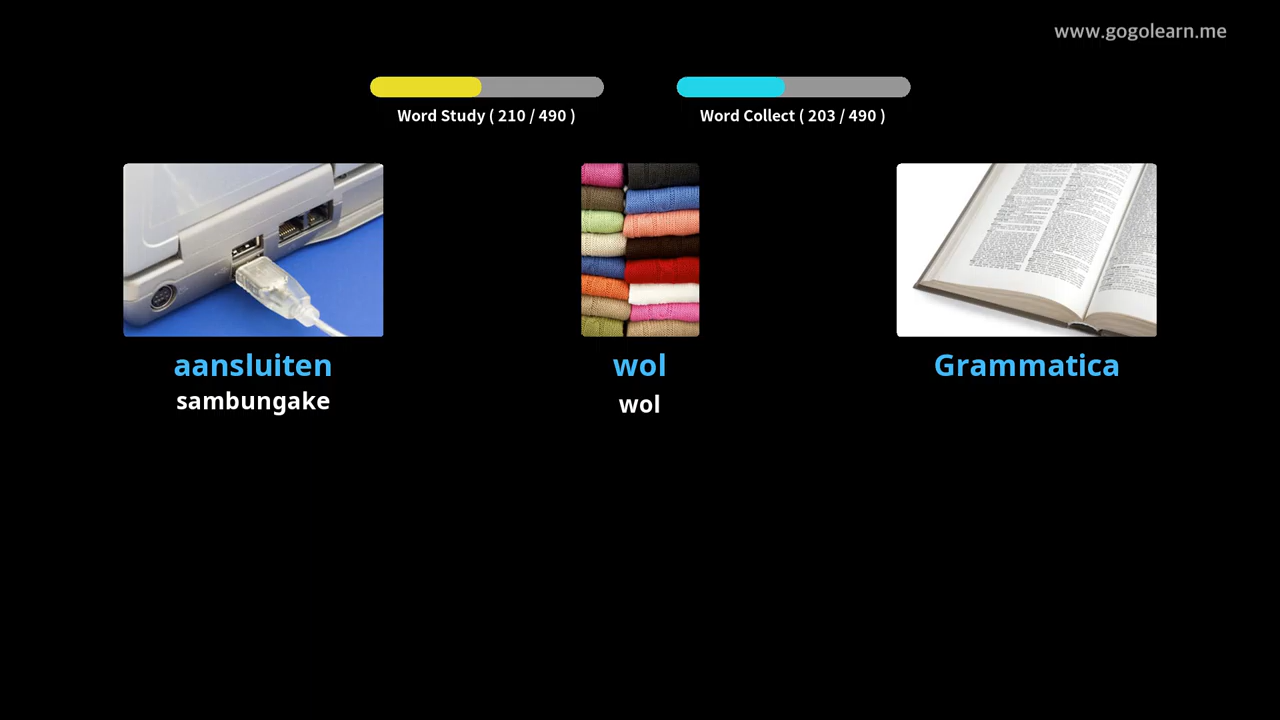 www.gogolearn.me
Word Study ( 210 / 490 )
Word Collect ( 203 / 490 )
aansluiten
sambungake
wol
wol
Grammatica